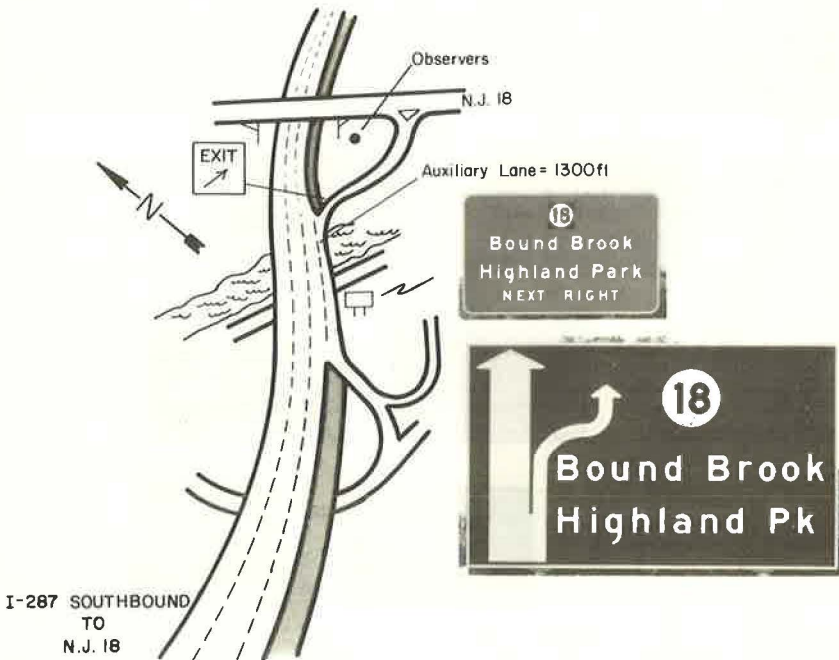 Observers
N.J. 18
EXIT
Auxiliary Lane = 1300ft
N
18
Bound Brook
Highland Park
NEXT RIGHT
18
Bound Brook
Highland Pk
I-287 SOUTHBOUND
TO
N.J. 18